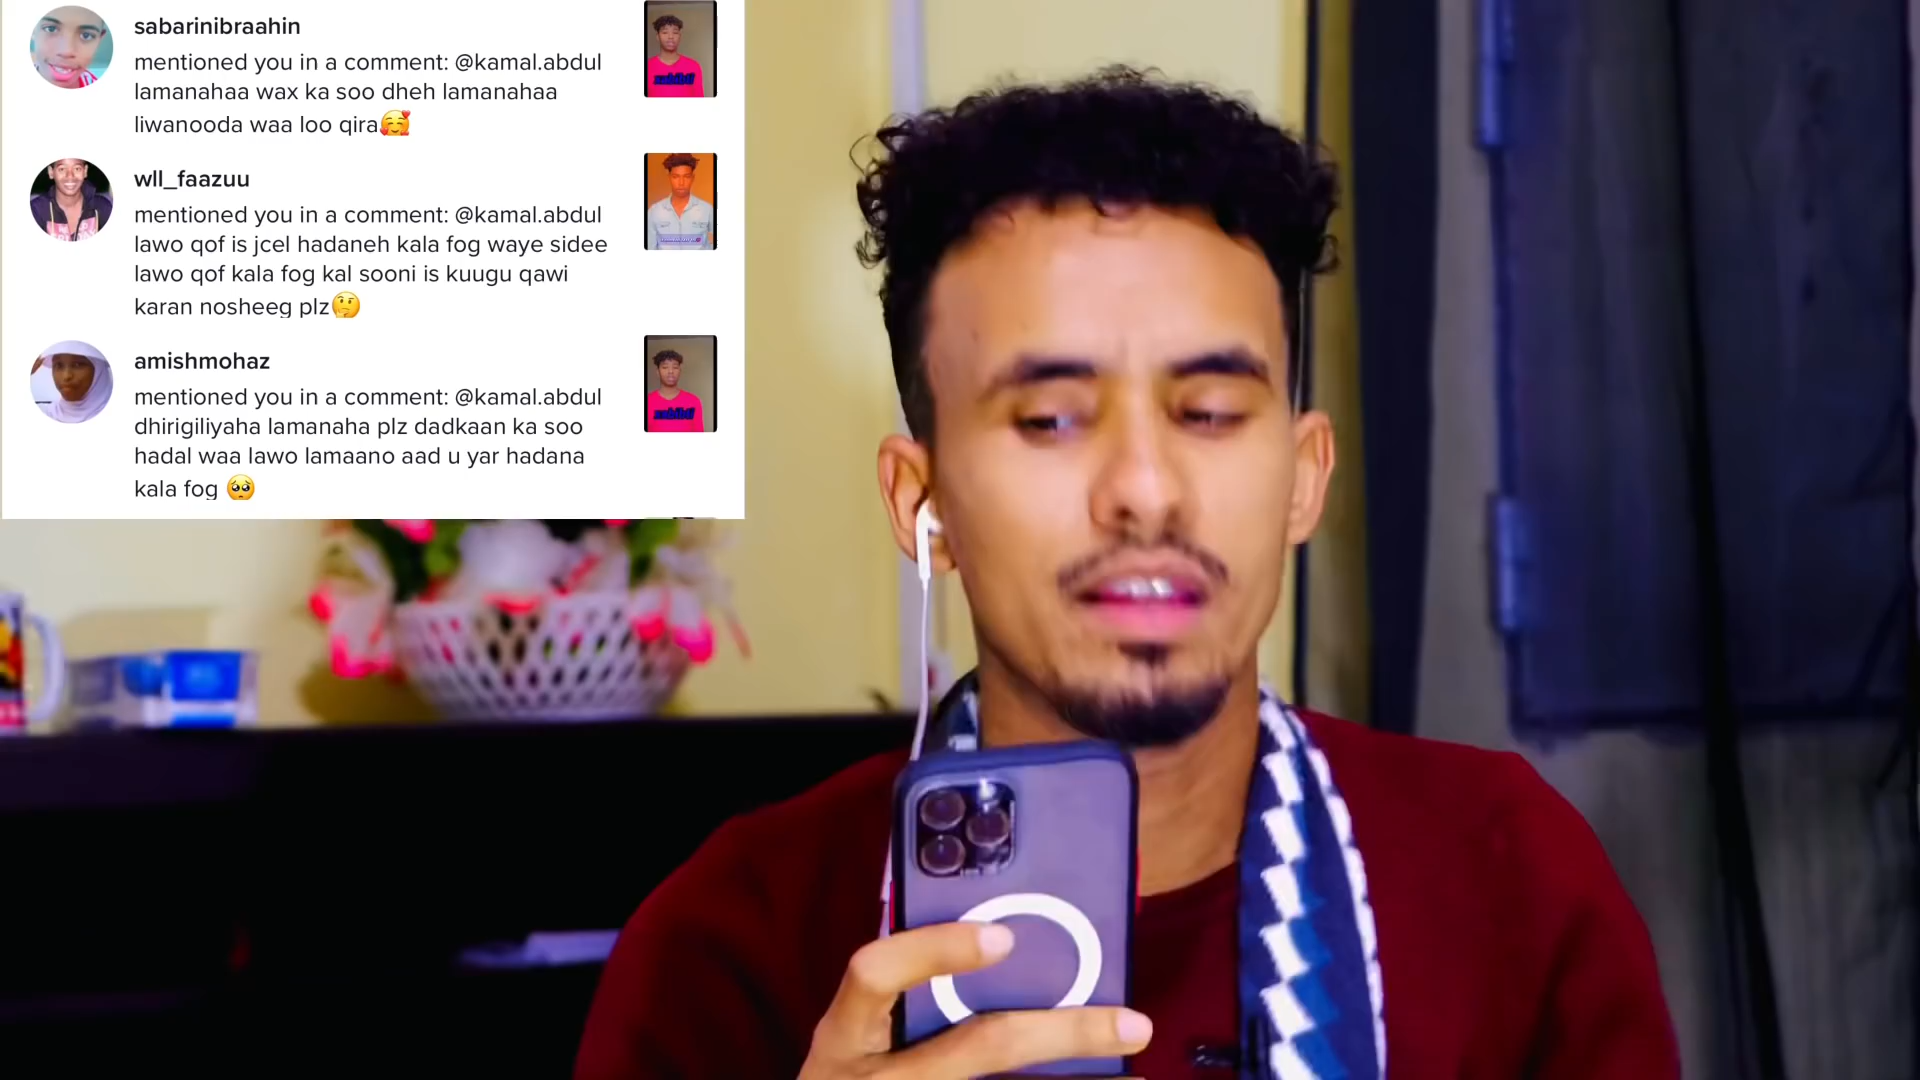 sabarinibraahin
mentioned you in a comment: @kamal.abdul
lamanahaa wax ka soo dheh lamanahaa
liwanooda waa loo qira🥰
wll_faazuu
mentioned you in a comment: @kamal.abdul
lawo qof is jcel hadaneh kala fog waye sidee
lawo qof kala fog kal sooni is kuugu qawi
karan nosheeg plz🤔
amishmohaz
mentioned you in a comment: @kamal.abdul
dhirigiliyaha lamanaha plz dadkaan ka soo
hadal waa lawo lamaano aad u yar hadana
kala fog 🥺